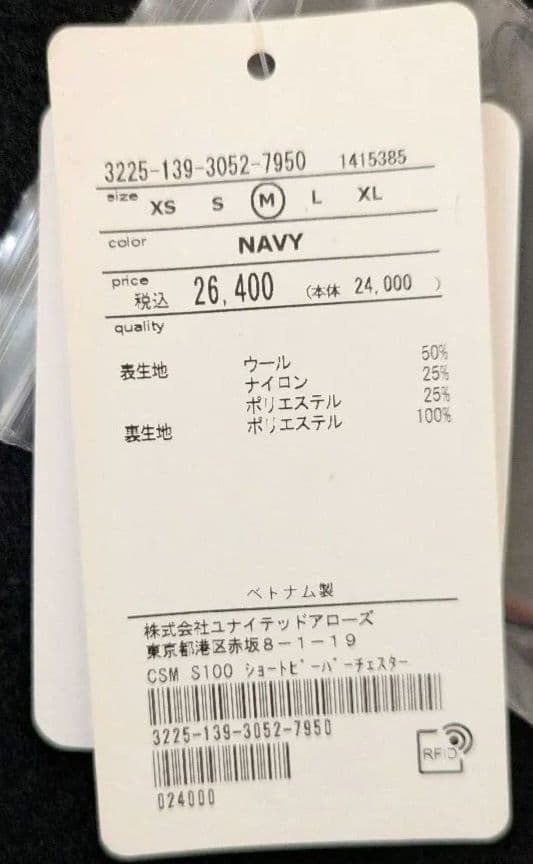 3225-139-3052-7950 1415385
size XS S M L XL
color NAVY
price 税込 26,400 (本体 24,000 )
quality
表生地 ウール 50%
ナイロン 25%
ポリエステル 25%
裏生地 ポリエステル 100%
ベトナム製
株式会社ユナイテッドアローズ
東京都港区赤坂8-1-19
CSM S100 ショートビーバーチェスター
3225-139-3052-7950
RFID
024000